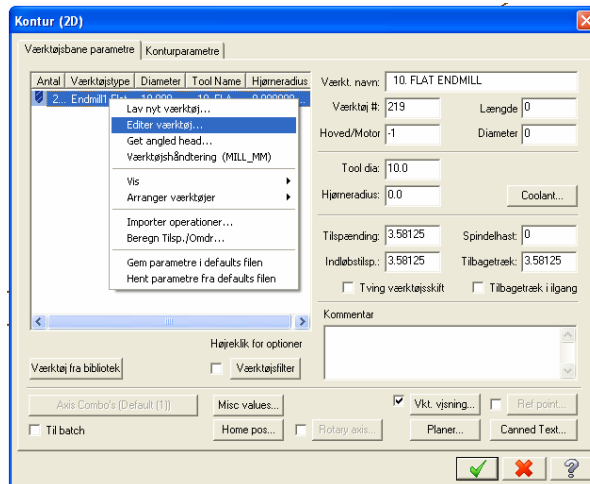 Kontur (2D)
Værktøjsbane parametre Konturparametre
Antal Værktøjstype Diameter Tool Name Hjørneradius
2... Endmill1 Flat 10.000
Lav nyt værktøj...
Editer værktøj...
Get angled head...
Værktøjshåndtering (MILL_MM)
Vis
Arranger værktøjer
Importer operationer...
Beregn Tilsp./Omdr...
Gem parametre i defaults filen
Hent parametre fra defaults filen
Højreklik for optioner
Værktøj fra bibliotek Værktøjsfilter
Værkt. navn: 10. FLAT ENDMILL
Værktøj #: 219 Længde 0
Hoved/Motor -1 Diameter 0
Tool dia: 10.0
Hjørneradius: 0.0 Coolant...
Tilspænding: 3.58125 Spindelhast: 0
Indløbstilsp.: 3.58125 Tilbagetræk: 3.58125
Tving værktøjsskift Tilbagetræk i ilgang
Kommentar
Axis Combo's (Default (1)) Misc values... Vkt. visning... Ref point...
Til batch Home pos... Rotary axis... Planer... Canned Text...